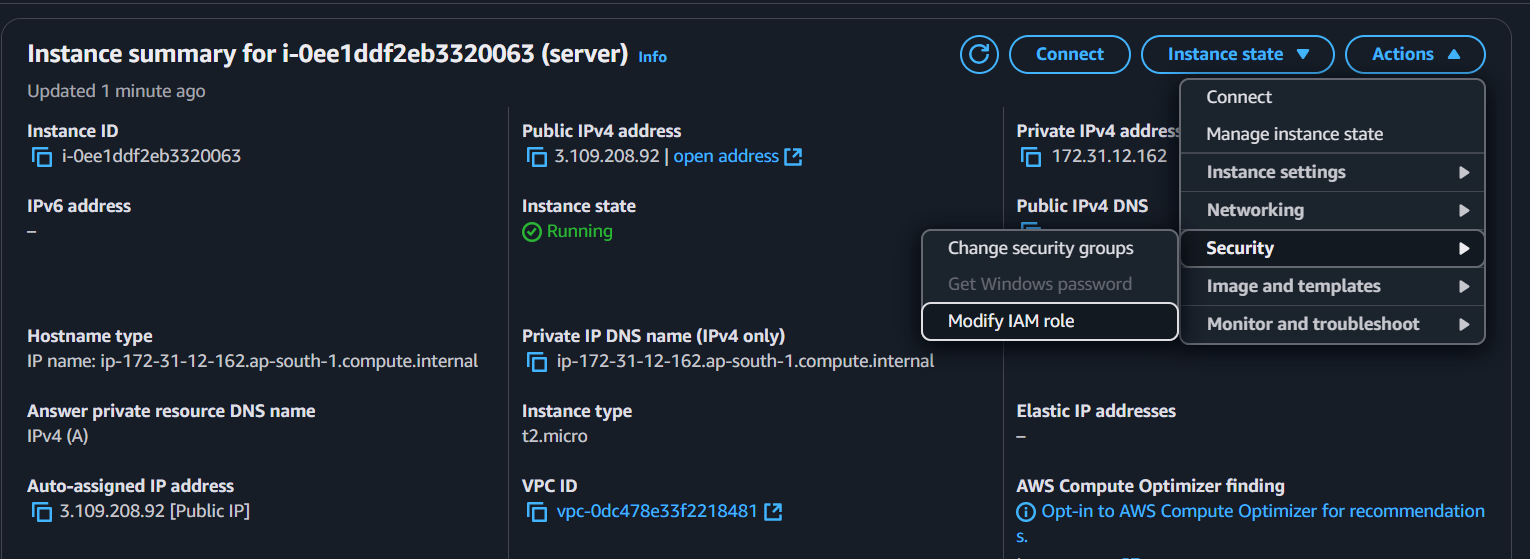 Instance summary for i-0ee1ddf2eb3320063 (server) Info
Connect
Instance state
Actions
Updated 1 minute ago
Connect
Manage instance state
Instance settings
Networking
Security
Image and templates
Monitor and troubleshoot
Change security groups
Get Windows password
Modify IAM role
Instance ID
i-0ee1ddf2eb3320063
Public IPv4 address
3.109.208.92 | open address
Private IPv4 address
172.31.12.162
IPv6 address
–
Instance state
Running
Public IPv4 DNS
Hostname type
IP name: ip-172-31-12-162.ap-south-1.compute.internal
Private IP DNS name (IPv4 only)
ip-172-31-12-162.ap-south-1.compute.internal
Answer private resource DNS name
IPv4 (A)
Instance type
t2.micro
Elastic IP addresses
–
Auto-assigned IP address
3.109.208.92 [Public IP]
VPC ID
vpc-0dc478e33f2218481
AWS Compute Optimizer finding
Opt-in to AWS Compute Optimizer for recommendation
s.